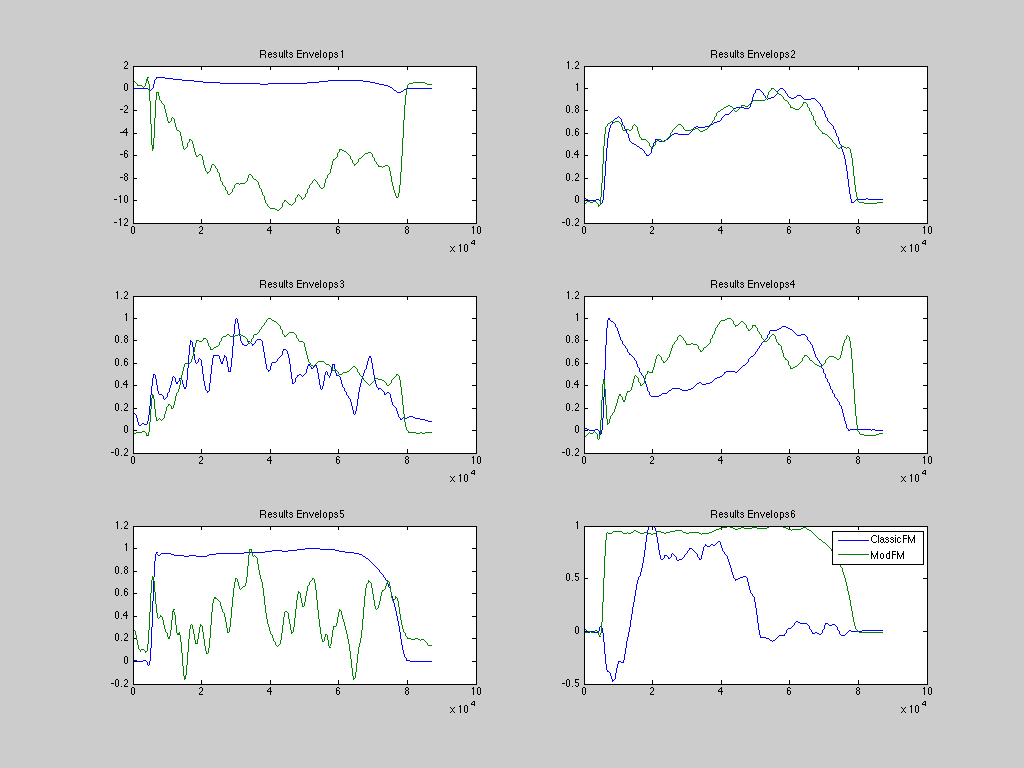 Results Envelops1
2
0
-2
-4
-6
-8
-10
-12
0 2 4 6 8 10
x 10^4
Results Envelops2
1.2
1
0.8
0.6
0.4
0.2
0
-0.2
0 2 4 6 8 10
x 10^4
Results Envelops3
1.2
1
0.8
0.6
0.4
0.2
0
-0.2
0 2 4 6 8 10
x 10^4
Results Envelops4
1.2
1
0.8
0.6
0.4
0.2
0
-0.2
0 2 4 6 8 10
x 10^4
Results Envelops5
1.2
1
0.8
0.6
0.4
0.2
0
-0.2
0 2 4 6 8 10
x 10^4
Results Envelops6
1
0.5
0
-0.5
ClassicFM
ModFM
0 2 4 6 8 10
x 10^4